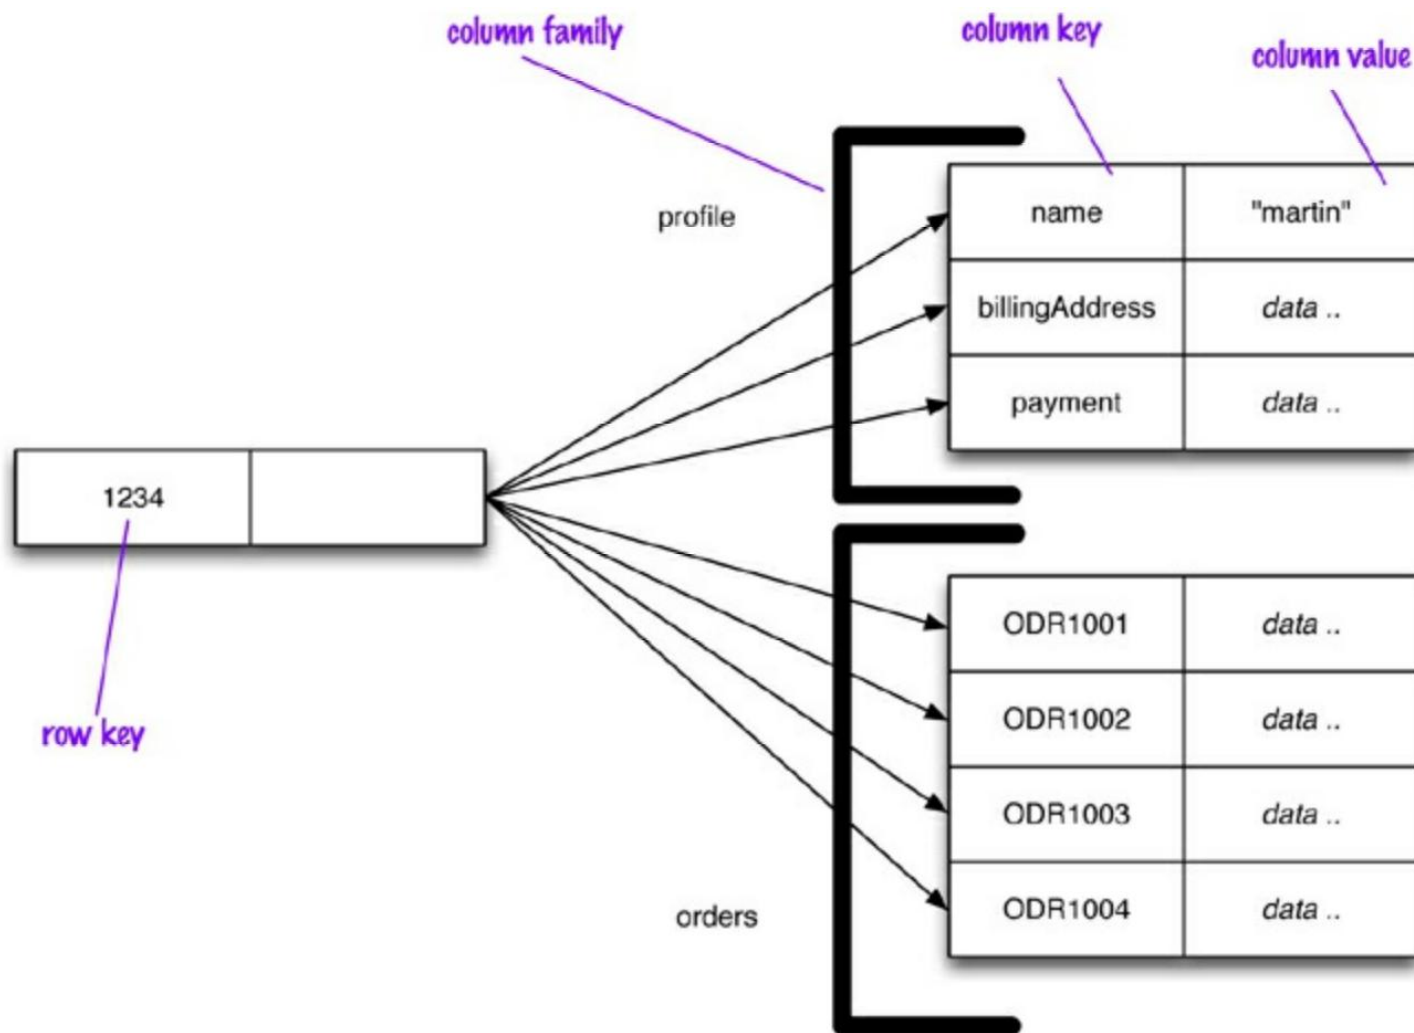 column family
column key
column value
profile
name
"martin"
billingAddress
data ..
payment
data ..
1234
row key
ODR1001
data ..
ODR1002
data ..
ODR1003
data ..
ODR1004
data ..
orders